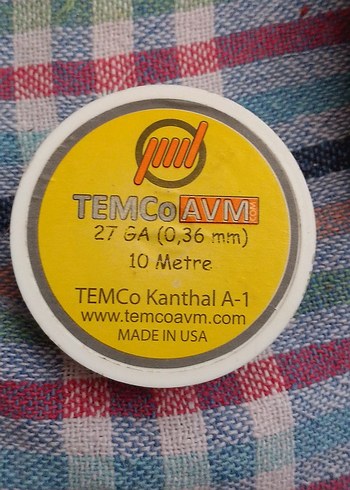 TEMCo AVM
27 GA (0,36 mm)
10 Metre
TEMCo Kanthal A-1
www.temcoavm.com
MADE IN USA